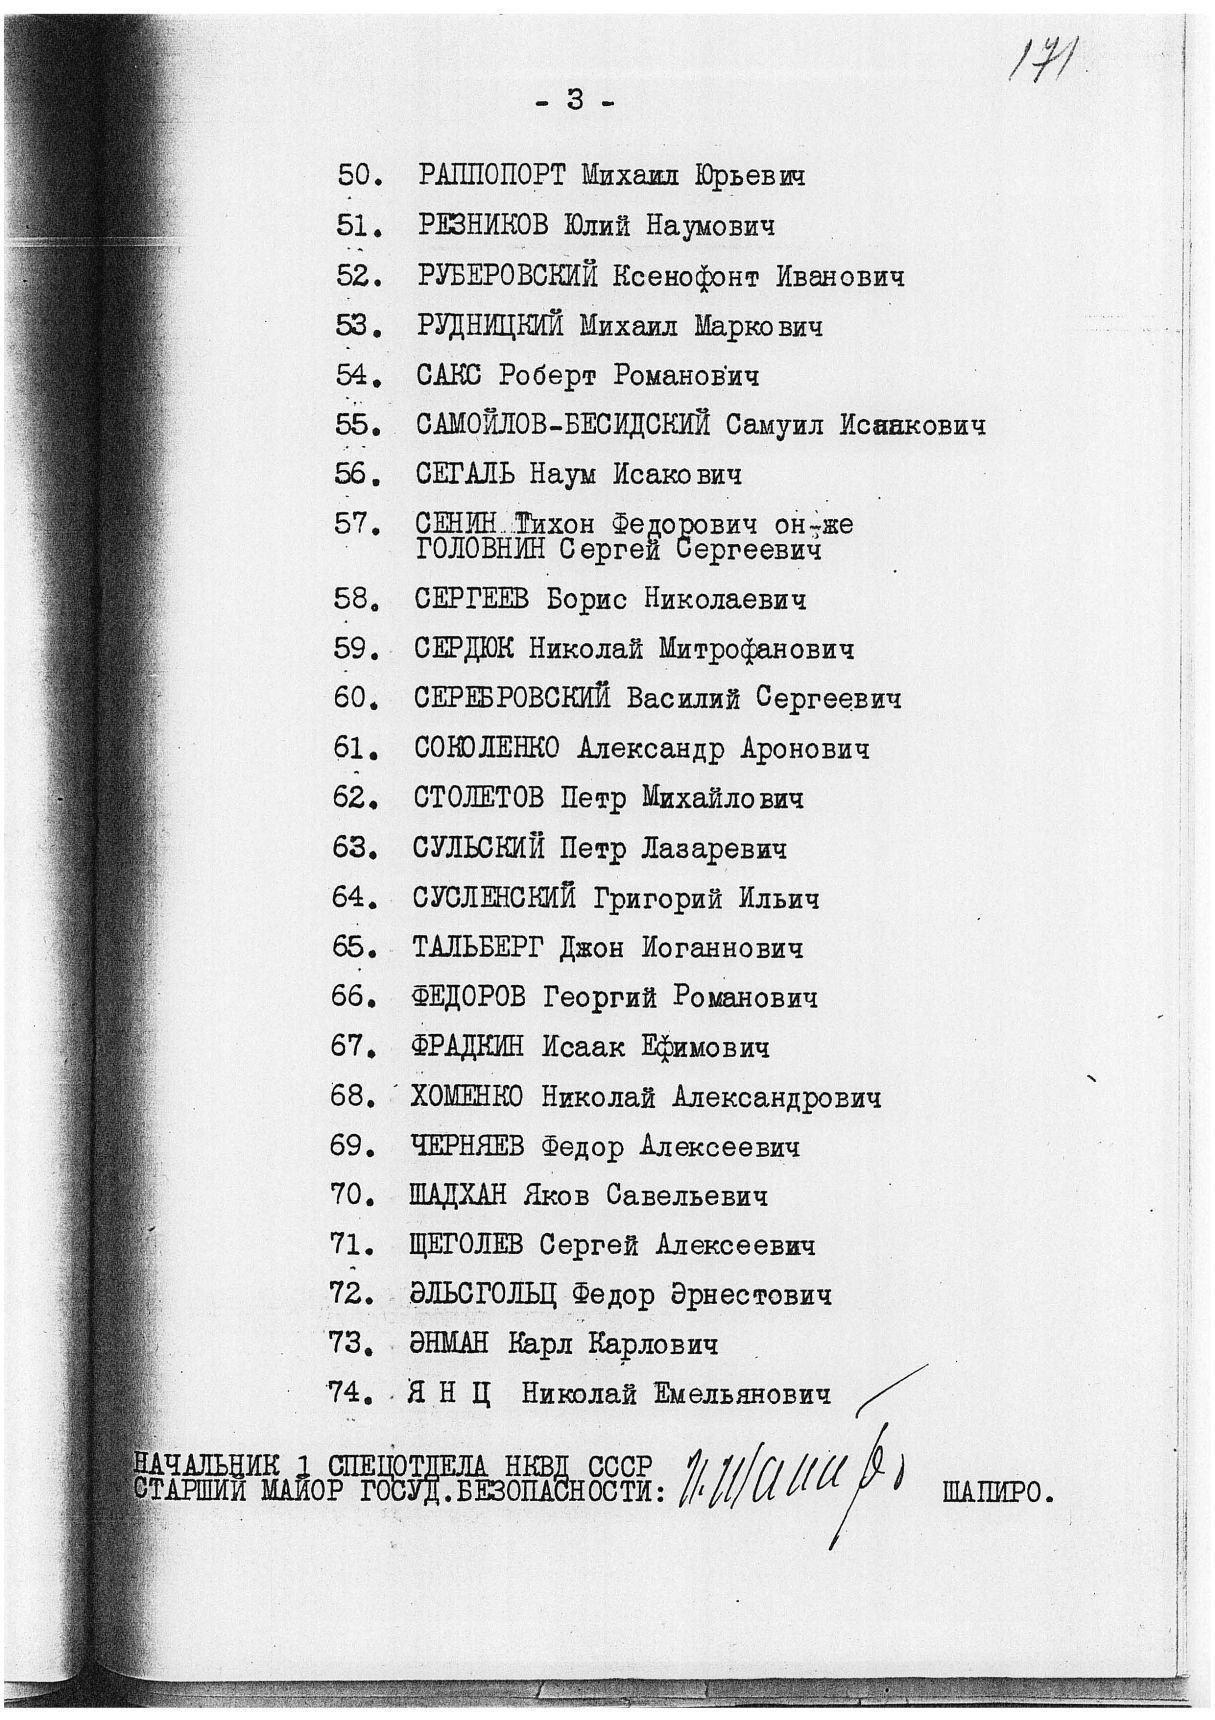 171
- 3 -
50. РАППОПОРТ Михаил Юрьевич
51. РЕЗНИКОВ Юлий Наумович
52. РУБЕРОВСКИЙ Ксенофонт Иванович
53. РУДНИЦКИЙ Михаил Маркович
54. САКС Роберт Романович
55. САМОЙЛОВ-БЕСИДСКИЙ Самуил Исаакович
56. СЕГАЛЬ Наум Исакович
57. СЕНИН Тихон Федорович он-же
ГОЛОВНИН Сергей Сергеевич
58. СЕРГЕЕВ Борис Николаевич
59. СЕРДЮК Николай Митрофанович
60. СЕРЕБРОВСКИЙ Василий Сергеевич
61. СОКОЛЕНКО Александр Аронович
62. СТОЛЕТОВ Петр Михайлович
63. СУЛЬСКИЙ Петр Лазаревич
64. СУСЛЕНСКИЙ Григорий Ильич
65. ТАЛЬБЕРГ Джон Иоганнович
66. ФЕДОРОВ Георгий Романович
67. ФРАДКИН Исаак Ефимович
68. ХОМЕНКО Николай Александрович
69. ЧЕРНЯЕВ Федор Алексеевич
70. ШАДХАН Яков Савельевич
71. ЩЕГОЛЕВ Сергей Алексеевич
72. ЭЛЬСГОЛЬЦ Федор Эрнестович
73. ЭНМАН Карл Карлович
74. Я Н Ц Николай Емельянович
НАЧАЛЬНИК 1 СПЕЦОТДЕЛА НКВД СССР
СТАРШИЙ МАЙОР ГОСУД.БЕЗОПАСНОСТИ: И.Шапиро ШАПИРО.